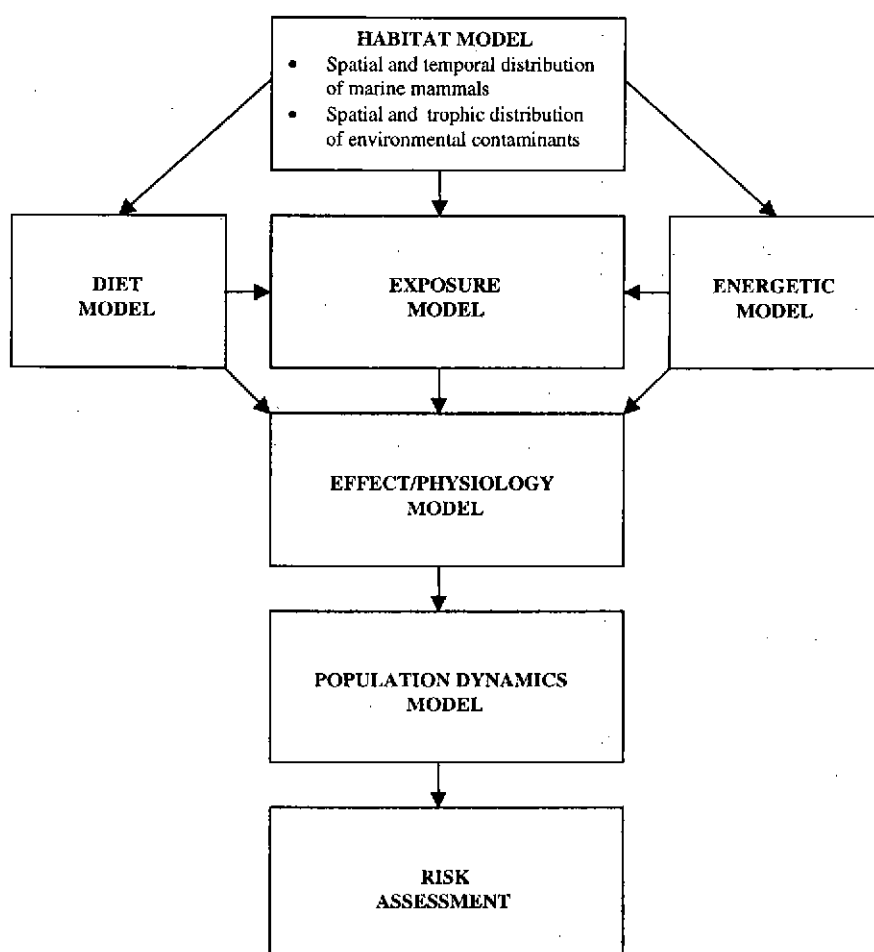 HABITAT MODEL
• Spatial and temporal distribution
of marine mammals
• Spatial and trophic distribution
of environmental contaminants
DIET
MODEL
EXPOSURE
MODEL
ENERGETIC
MODEL
EFFECT/PHYSIOLOGY
MODEL
POPULATION DYNAMICS
MODEL
RISK
ASSESSMENT